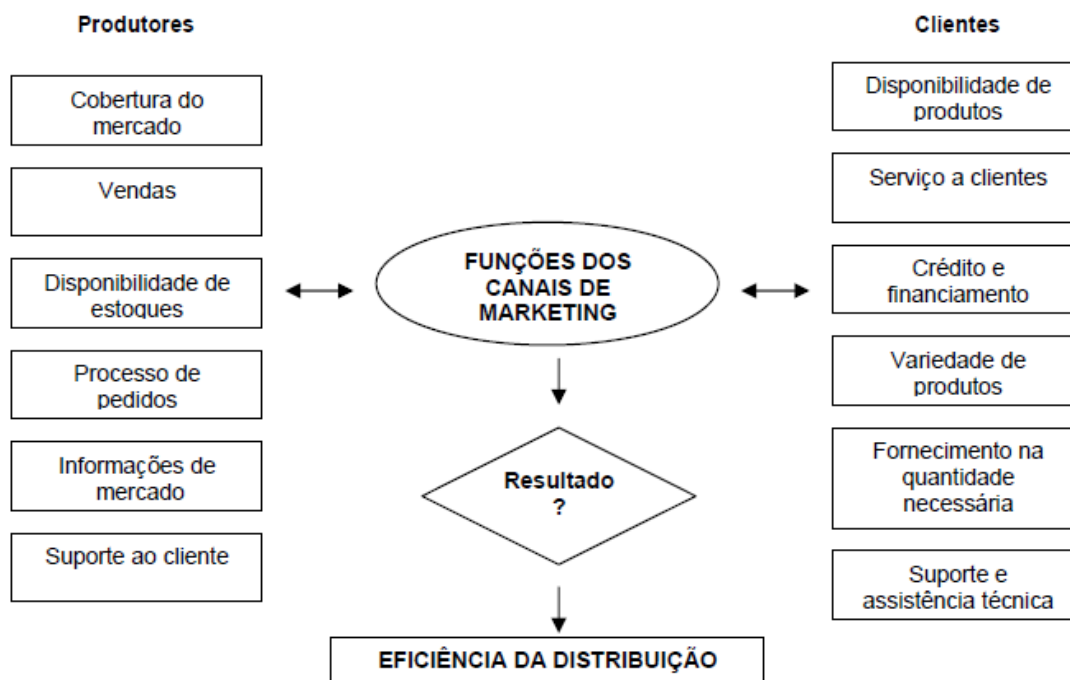 Produtores
Cobertura do
mercado
Vendas
Disponibilidade de
estoques
Processo de
pedidos
Informações de
mercado
Suporte ao cliente
FUNÇÕES DOS
CANAIS DE
MARKETING
Resultado
?
EFICIÊNCIA DA DISTRIBUIÇÃO
Clientes
Disponibilidade de
produtos
Serviço a clientes
Crédito e
financiamento
Variedade de
produtos
Fornecimento na
quantidade
necessária
Suporte e
assistência técnica